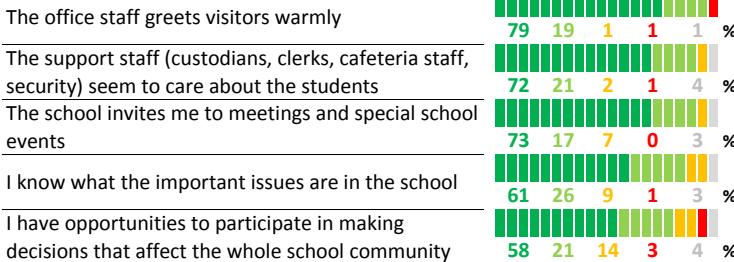 The office staff greets visitors warmly
79 19 1 1 1 %
The support staff (custodians, clerks, cafeteria staff,
security) seem to care about the students
72 21 2 1 4 %
The school invites me to meetings and special school
events
73 17 7 0 3 %
I know what the important issues are in the school
61 26 9 1 3 %
I have opportunities to participate in making
decisions that affect the whole school community
58 21 14 3 4 %